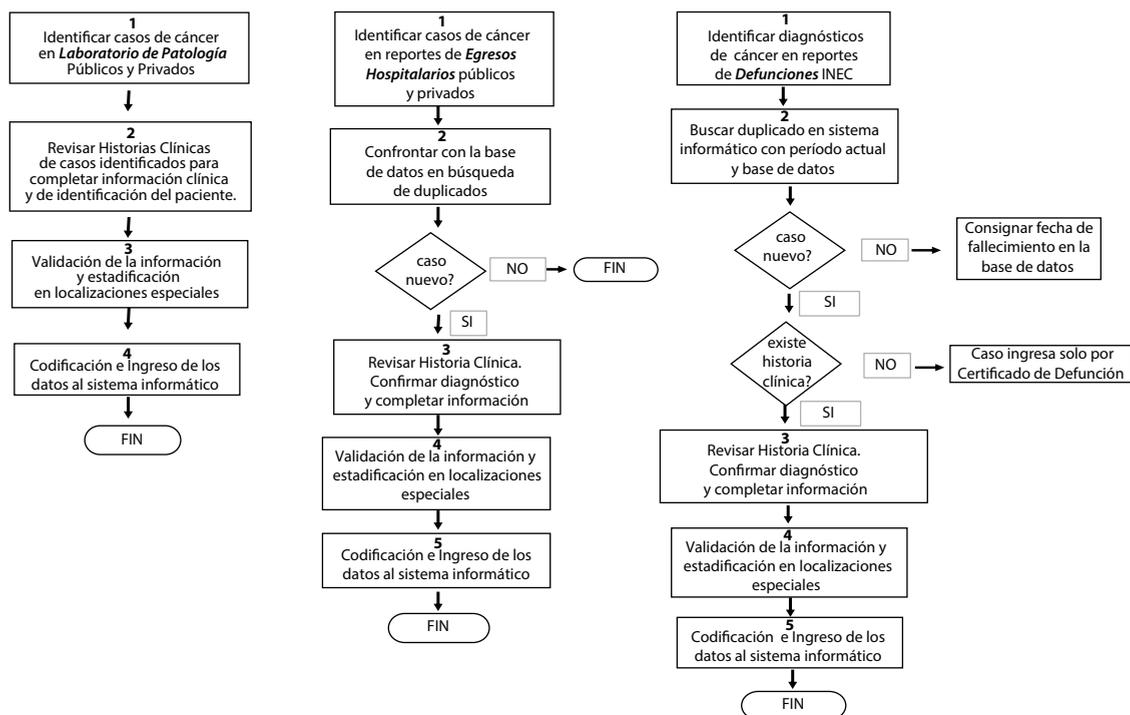 1
Identificar casos de cáncer
en Laboratorio de Patología
Públicos y Privados
2
Revisar Historias Clínicas
de casos identificados para
completar información clínica
y de identificación del paciente.
3
Validación de la información
y estadificación
en localizaciones especiales
4
Codificación e Ingreso de los
datos al sistema informático
FIN
1
Identificar casos de cáncer
en reportes de Egresos
Hospitalarios públicos
y privados
2
Confrontar con la base
de datos en búsqueda
de duplicados
caso
nuevo?
NO
FIN
SI
3
Revisar Historia Clínica.
Confirmar diagnóstico
y completar información
4
Validación de la información y
estadificación en localizaciones
especiales
5
Codificación e Ingreso de los
datos al sistema informático
FIN
1
Identificar diagnósticos
de cáncer en reportes
de Defunciones INEC
2
Buscar duplicado en sistema
informático con período actual
y base de datos
caso
nuevo?
NO
Consignar fecha de
fallecimiento en la
base de datos
SI
existe
historia
clínica?
NO
Caso ingresa solo por
Certificado de Defunción
SI
3
Revisar Historia Clínica.
Confirmar diagnóstico
y completar información
4
Validación de la información y
estadificación en localizaciones
especiales
5
Codificación e Ingreso de los
datos al sistema informático
FIN